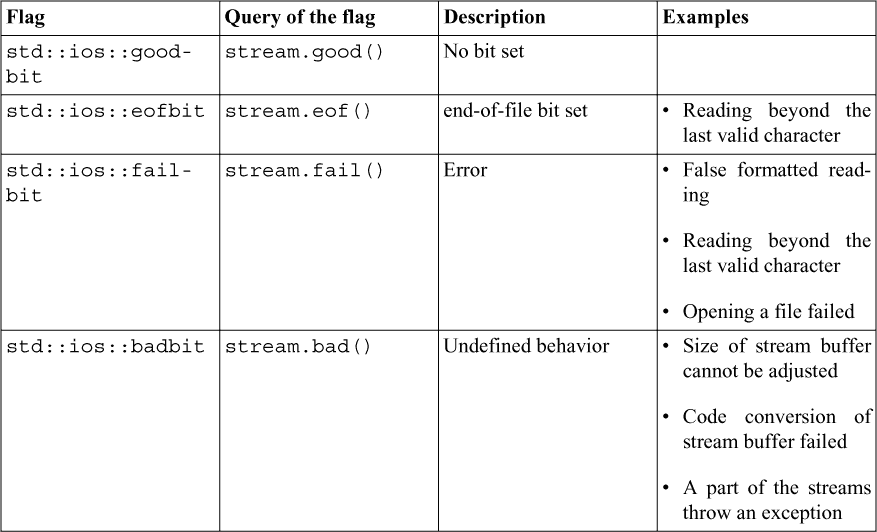 Flag Query of the flag Description Examples
std::ios::good- stream.good() No bit set
bit
std::ios::eofbit stream.eof() end-of-file bit set • Reading beyond the
last valid character
std::ios::fail- stream.fail() Error • False formatted read-
bit ing
• Reading beyond the
last valid character
• Opening a file failed
std::ios::badbit stream.bad() Undefined behavior • Size of stream buffer
cannot be adjusted
• Code conversion of
stream buffer failed
• A part of the streams
throw an exception